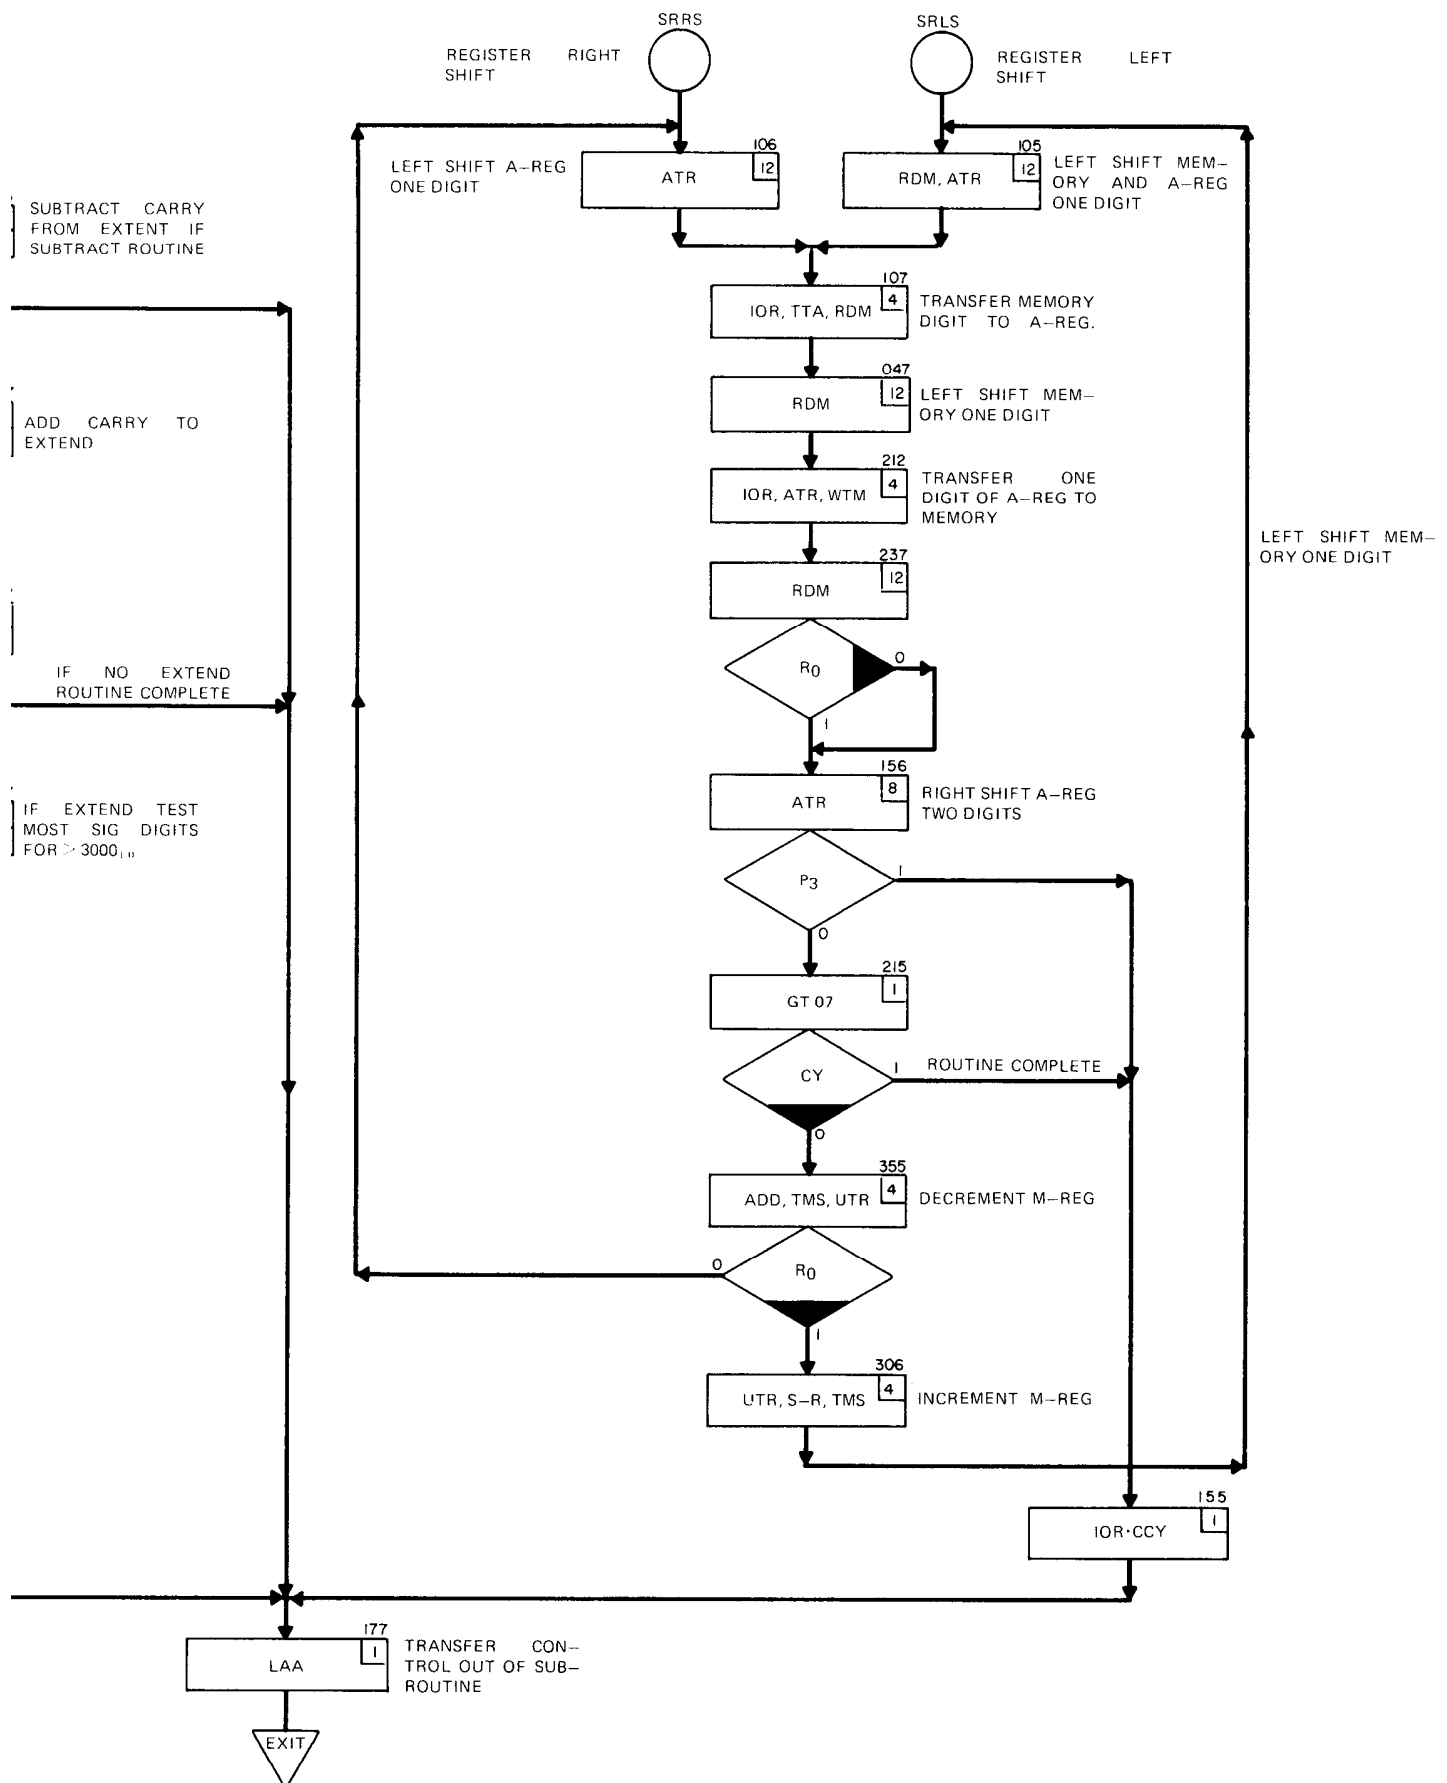 SRRS
SRLS
REGISTER RIGHT
SHIFT
REGISTER LEFT
SHIFT
106
12
ATR
LEFT SHIFT A-REG
ONE DIGIT
105
12
RDM, ATR
LEFT SHIFT MEM-
ORY AND A-REG
ONE DIGIT
SUBTRACT CARRY
FROM EXTENT IF
SUBTRACT ROUTINE
107
4
IOR, TTA, RDM
TRANSFER MEMORY
DIGIT TO A-REG.
047
12
RDM
LEFT SHIFT MEM-
ORY ONE DIGIT
ADD CARRY TO
EXTEND
212
4
IOR, ATR, WTM
TRANSFER ONE
DIGIT OF A-REG TO
MEMORY
LEFT SHIFT MEM-
ORY ONE DIGIT
237
12
RDM
R0
0
1
IF NO EXTEND
ROUTINE COMPLETE
156
8
ATR
RIGHT SHIFT A-REG
TWO DIGITS
IF EXTEND TEST
MOST SIG DIGITS
FOR > 3000
P3
1
0
215
1
GT 07
CY
1
ROUTINE COMPLETE
0
355
4
ADD, TMS, UTR
DECREMENT M-REG
R0
0
1
306
4
UTR, S-R, TMS
INCREMENT M-REG
155
1
IOR·CCY
177
1
LAA
TRANSFER CON-
TROL OUT OF SUB-
ROUTINE
EXIT